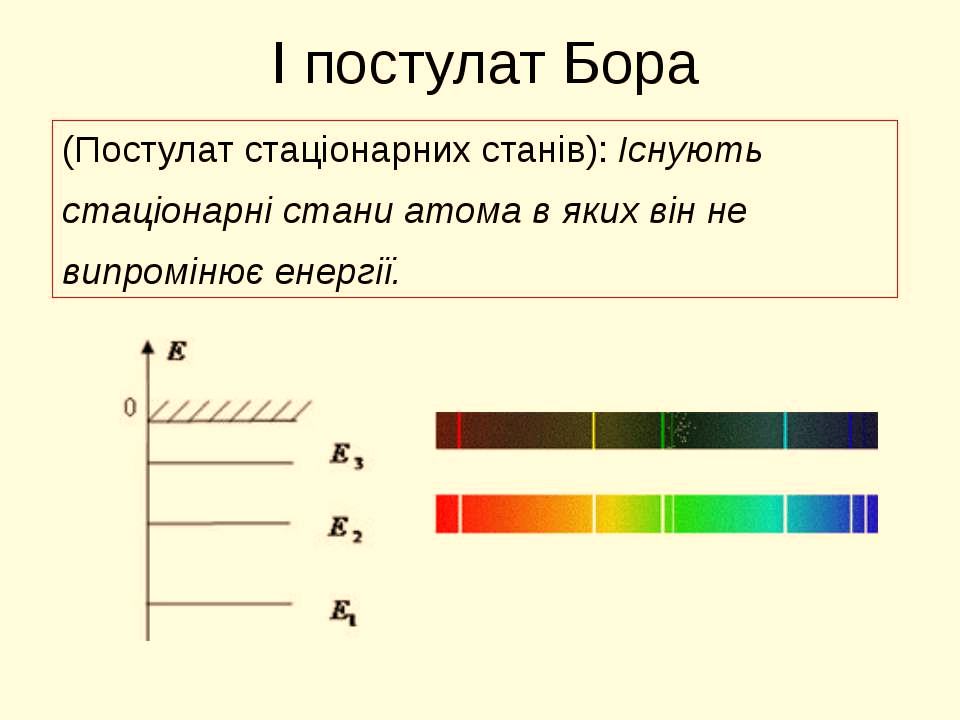 І постулат Бора
(Постулат стаціонарних станів): Існують
стаціонарні стани атома в яких він не
випромінює енергії.
E
0
E3
E2
E1